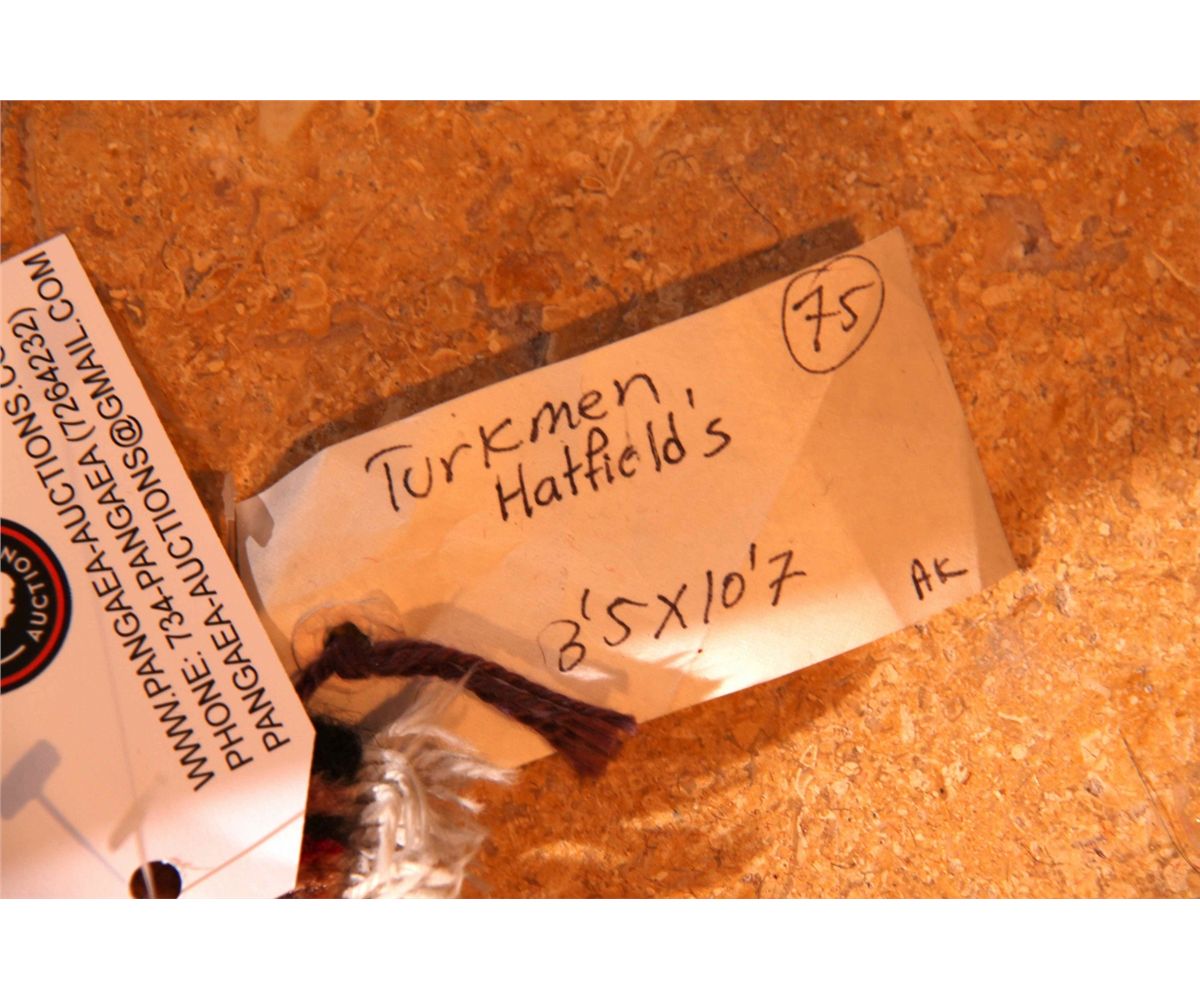 WWW.PANGAEA-AUCTIONS.CO
PHONE: 734-PANGAEA (7264232)
PANGAEA-AUCTIONS@GMAIL.COM
AUCTION
75
Turkmen
Hatfield's
3'5X10'7
AK